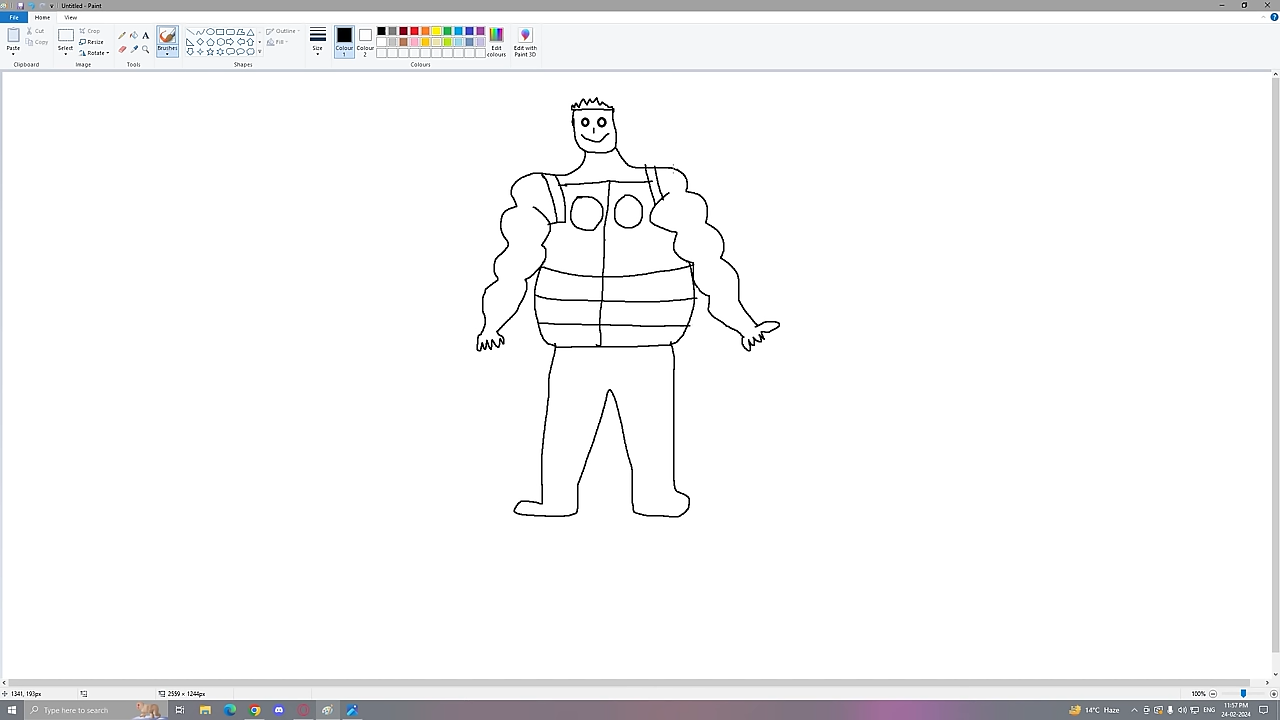 Untitled - Paint
File Home View
Paste Cut Copy Clipboard
Select Crop Resize Rotate Image
Tools
Brushes
Outline Fill Shapes
Size
Colour 1
Colour 2
Edit colours
Edit with Paint 3D
Colours
1341, 193px
2559 × 1244px
100%
Type here to search
14°C Haze
ENG
11:57 PM
24-02-2024